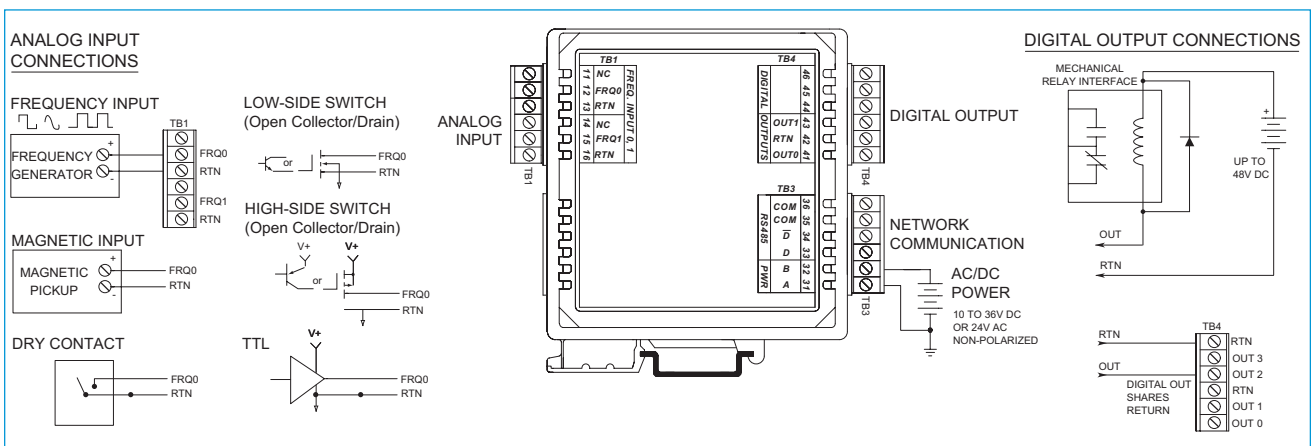 ANALOG INPUT
CONNECTIONS
FREQUENCY INPUT
FREQUENCY
GENERATOR
+
-
TB1
FRQ0
RTN
FRQ1
RTN
MAGNETIC INPUT
MAGNETIC
PICKUP
+
-
FRQ0
RTN
DRY CONTACT
FRQ0
RTN
LOW-SIDE SWITCH
(Open Collector/Drain)
or
FRQ0
RTN
HIGH-SIDE SWITCH
(Open Collector/Drain)
V+
V+
or
FRQ0
RTN
TTL
V+
FRQ0
RTN
ANALOG
INPUT
TB1
TB1
11 NC
12 FRQ0
13 RTN
14 NC
15 FRQ1
16 RTN
FREQ. INPUT 0, 1
TB4
DIGITAL OUTPUTS
46
45
44
OUT1 43
RTN 42
OUT0 41
TB4
DIGITAL OUTPUT
TB3
RS485
COM 36
COM 35
D 34
D 33
PWR
B 32
A 31
TB3
NETWORK
COMMUNICATION
AC/DC
POWER
10 TO 36V DC
OR 24V AC
NON-POLARIZED
DIGITAL OUTPUT CONNECTIONS
MECHANICAL
RELAY INTERFACE
+
UP TO
48V DC
OUT
RTN
RTN
OUT
DIGITAL OUT
SHARES
RETURN
TB4
RTN
OUT 3
OUT 2
RTN
OUT 1
OUT 0